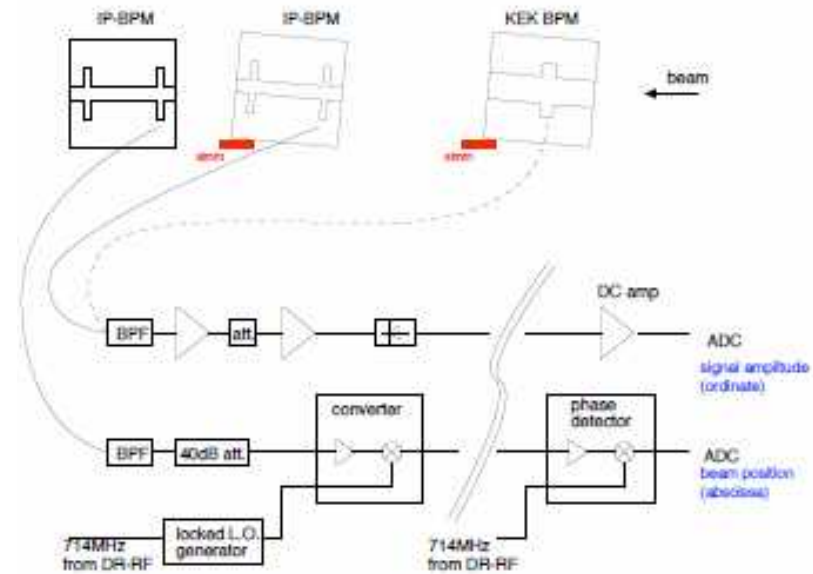 IP-BPM
IP-BPM
KEK BPM
beam
DC amp
BPF
att.
ADC
signal amplitude
(ordinate)
converter
phase
detector
BPF
40dB att.
ADC
beam position
(abscissa)
714MHz
from DR-RF
locked L.O.
generator
714MHz
from DR-RF